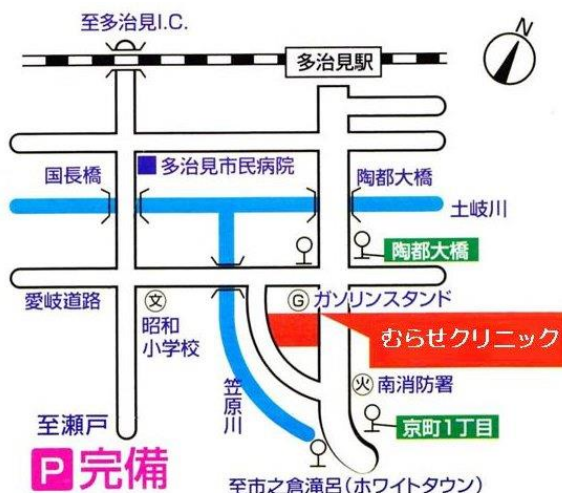 至多治見I.C.
N
多治見駅
国長橋
多治見市民病院
陶都大橋
土岐川
陶都大橋
愛岐道路
文
昭和
小学校
G ガソリンスタンド
むらせクリニック
笠原川
火 南消防署
至瀬戸
京町1丁目
P 完備
至市之倉滝呂(ホワイトタウン)